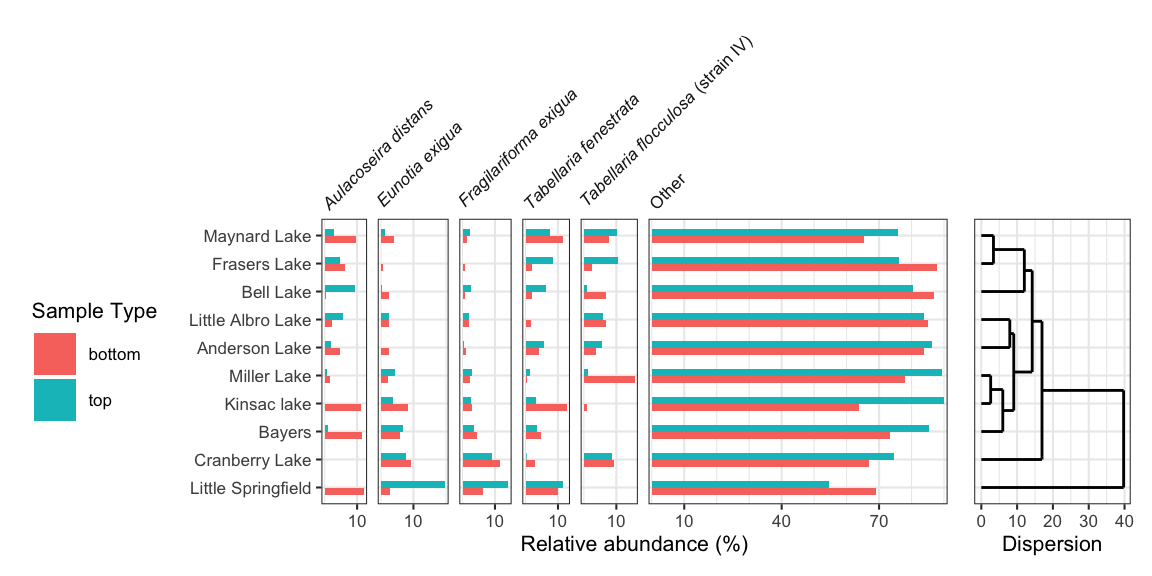 Aulacoseira distans
Eunotia exigua
Fragilariforma exigua
Tabellaria fenestrata
Tabellaria flocculosa (strain IV)
Other
Sample Type
bottom
top
Maynard Lake
Frasers Lake
Bell Lake
Little Albro Lake
Anderson Lake
Miller Lake
Kinsac lake
Bayers
Cranberry Lake
Little Springfield
10 10 10 10 10 10 40 70 0 10 20 30 40
Relative abundance (%) Dispersion